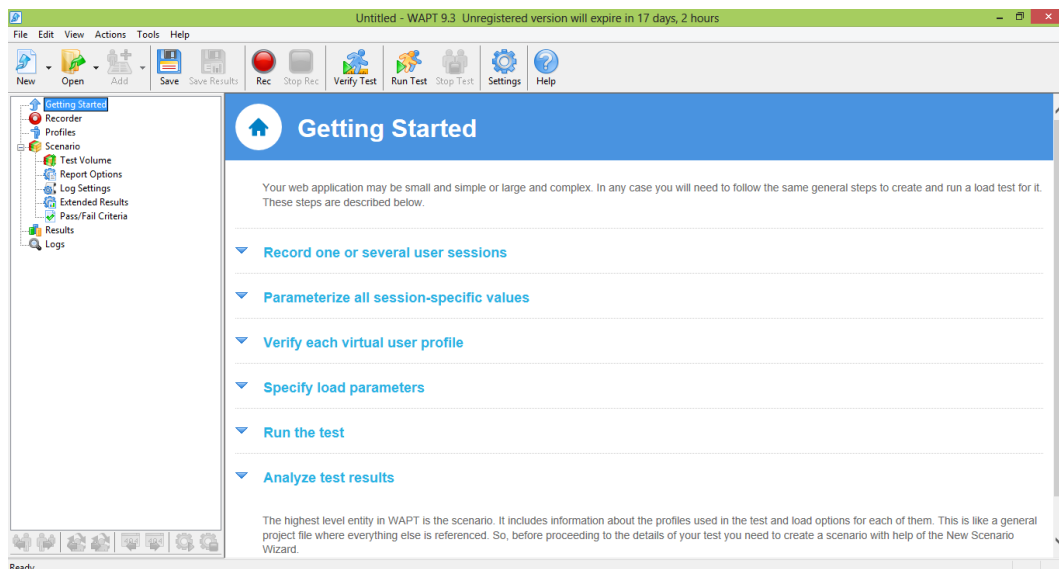 Untitled - WAPT 9.3 Unregistered version will expire in 17 days, 2 hours
File Edit View Actions Tools Help
New Open Add Save Save Results Rec Stop Rec Verify Test Run Test Stop Test Settings Help
Getting Started
Recorder
Profiles
Scenario
Test Volume
Report Options
Log Settings
Extended Results
Pass/Fail Criteria
Results
Logs
Getting Started
Your web application may be small and simple or large and complex. In any case you will need to follow the same general steps to create and run a load test for it.
These steps are described below.
Record one or several user sessions
Parameterize all session-specific values
Verify each virtual user profile
Specify load parameters
Run the test
Analyze test results
The highest level entity in WAPT is the scenario. It includes information about the profiles used in the test and load options for each of them. This is like a general
project file where everything else is referenced. So, before proceeding to the details of your test you need to create a scenario with help of the New Scenario
Wizard.
Ready